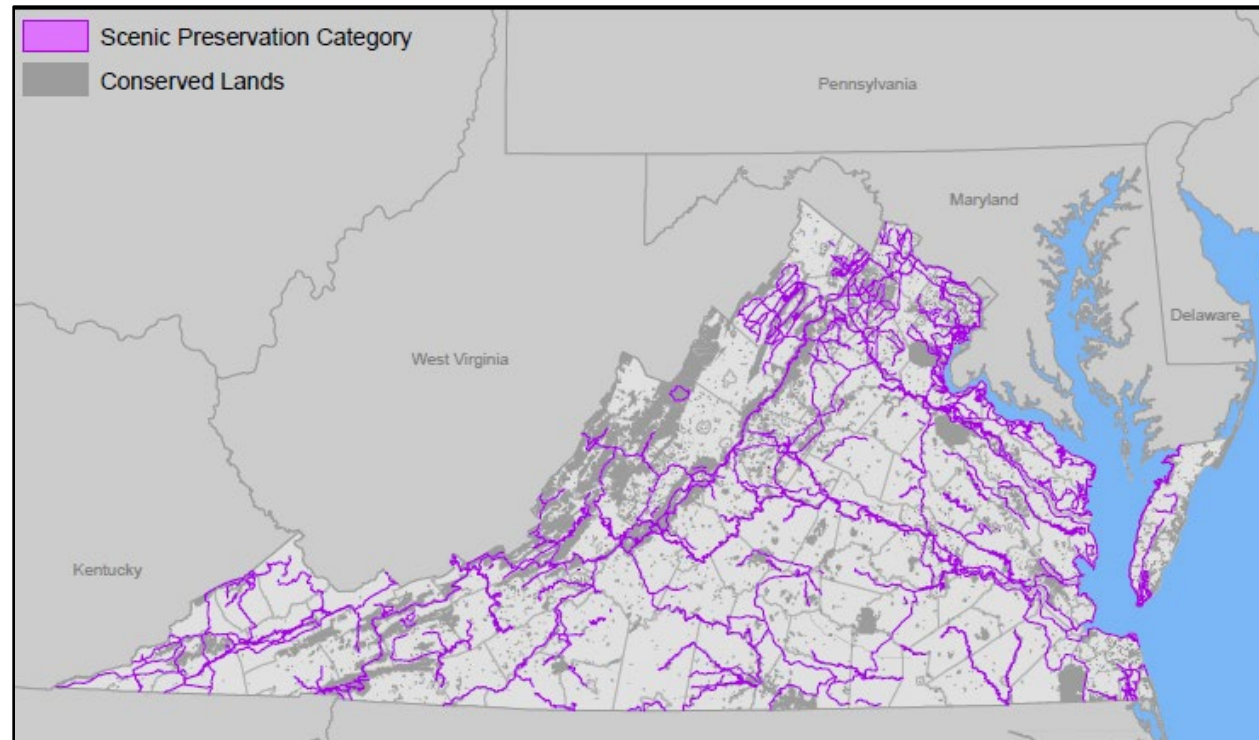 Scenic Preservation Category
Conserved Lands
Pennsylvania
Maryland
Delaware
West Virginia
Kentucky